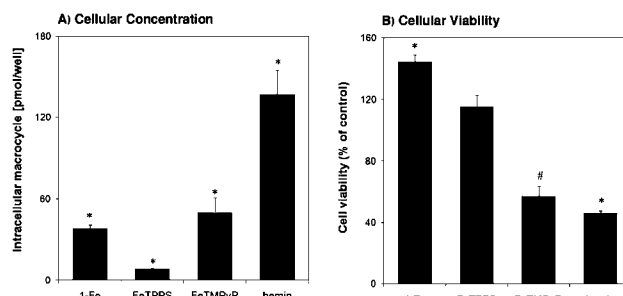 A) Cellular Concentration
B) Cellular Viability
Intracellular macrocycle [pmol/well]
180
120
60
0
*
*
*
*
1-Fe
FeTPPS
FeTMPyP
hemin
Cell viability (% of control)
160
120
80
40
0
*
#
*